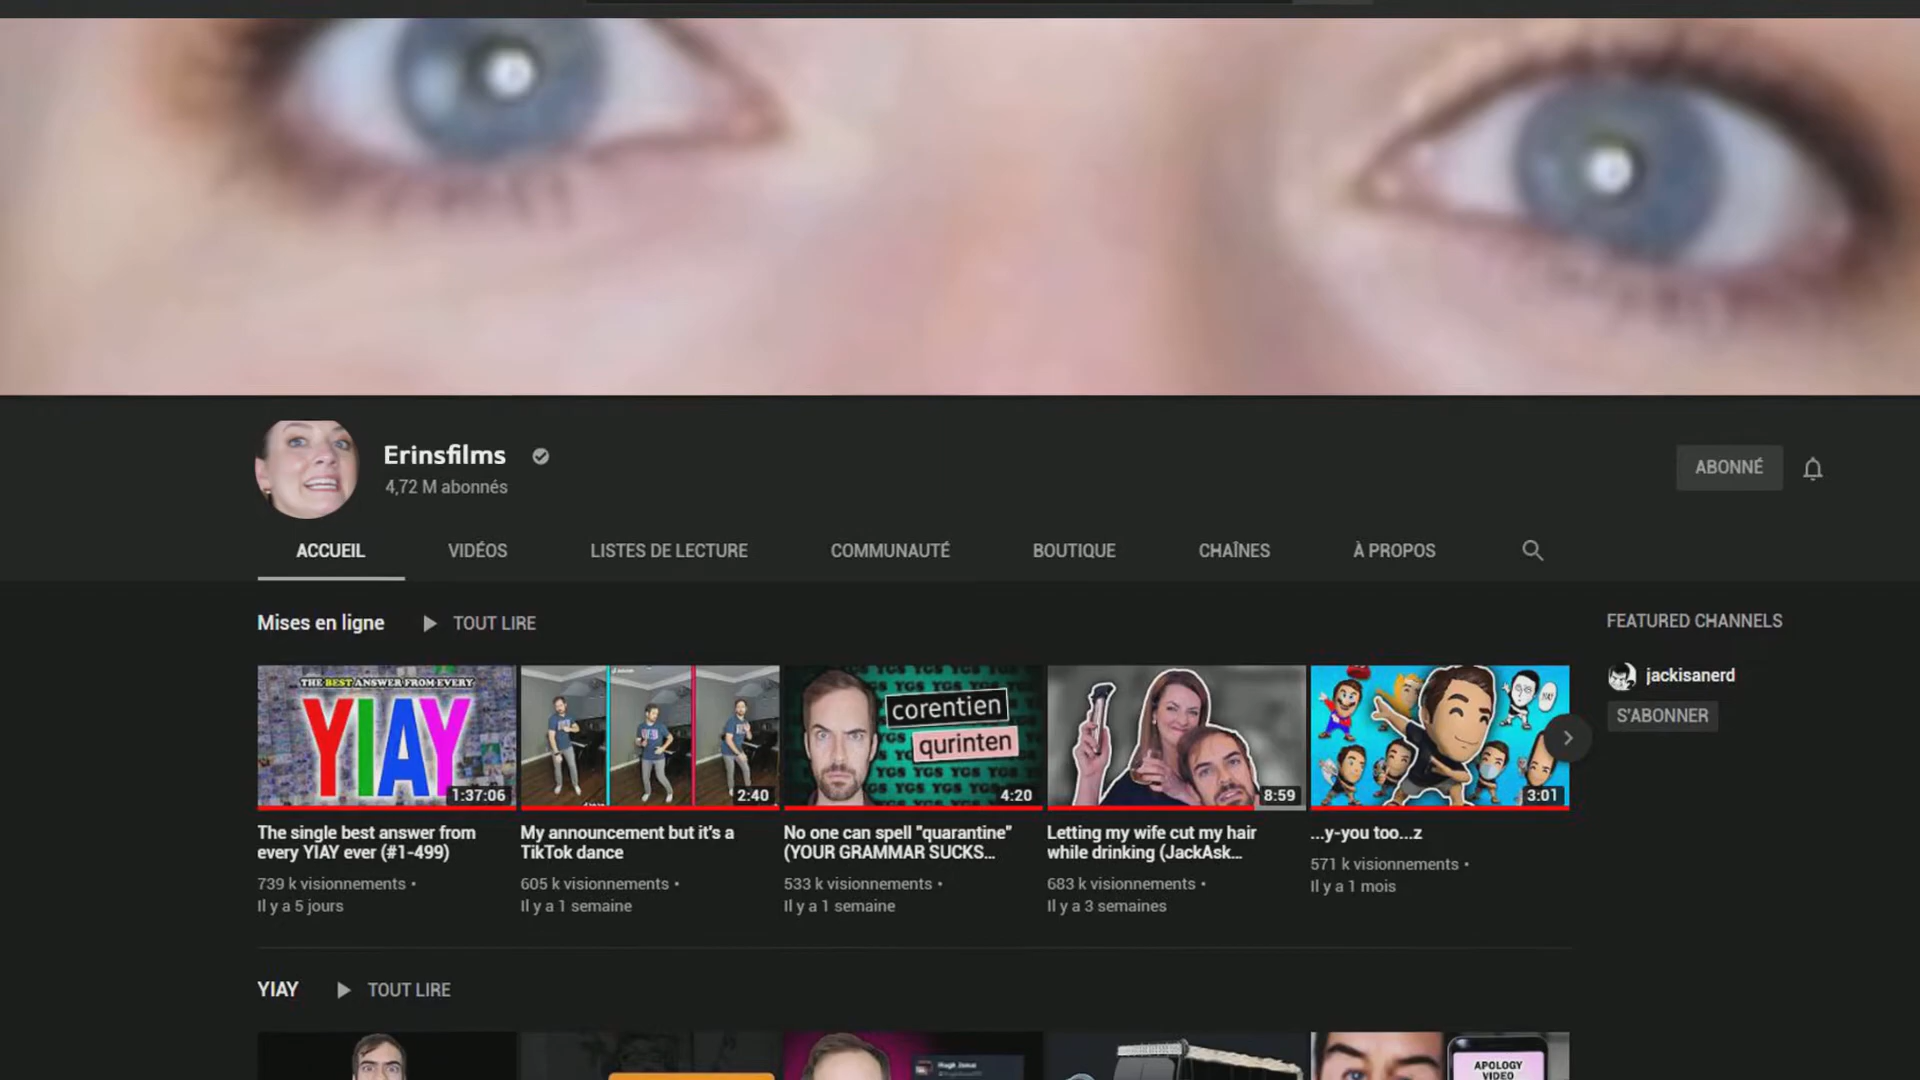 Erinsfilms
4,72 M abonnés
ABONNÉ
ACCUEIL
VIDÉOS
LISTES DE LECTURE
COMMUNAUTÉ
BOUTIQUE
CHAÎNES
À PROPOS
Mises en ligne
TOUT LIRE
FEATURED CHANNELS
jackisanerd
S'ABONNER
THE BEST ANSWER FROM EVERY
YIAY
1:37:06
The single best answer from
every YIAY ever (#1-499)
739 k visionnements •
Il y a 5 jours
2:40
My announcement but it's a
TikTok dance
605 k visionnements •
Il y a 1 semaine
corentien
qurinten
4:20
No one can spell "quarantine"
(YOUR GRAMMAR SUCKS...
533 k visionnements •
Il y a 1 semaine
8:59
Letting my wife cut my hair
while drinking (JackAsk...
683 k visionnements •
Il y a 3 semaines
3:01
...y-you too...z
571 k visionnements •
Il y a 1 mois
YIAY
TOUT LIRE
APOLOGY
VIDEO